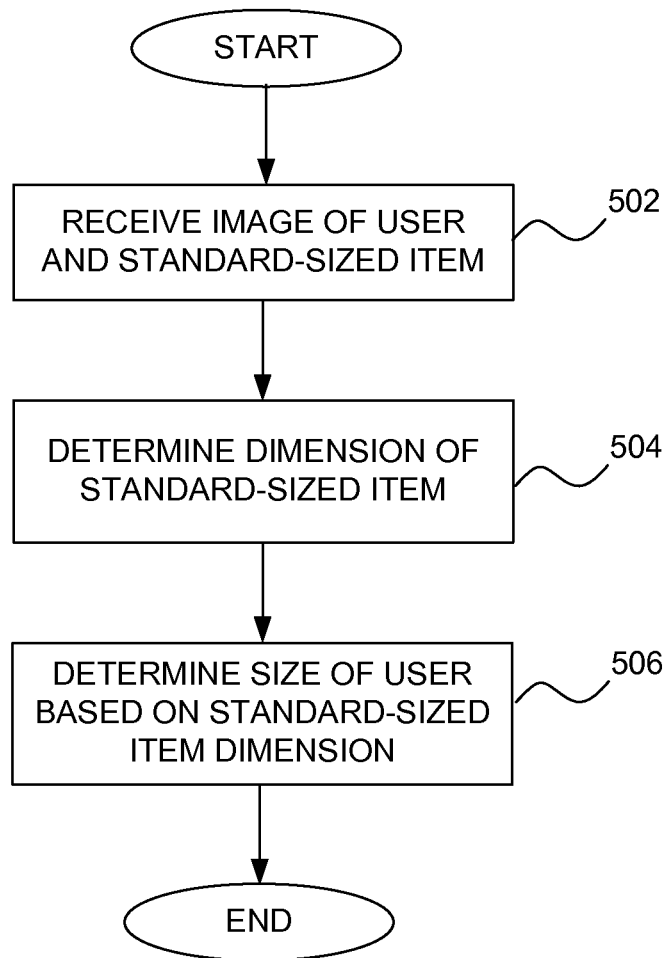 START
RECEIVE IMAGE OF USER
AND STANDARD-SIZED ITEM
502
DETERMINE DIMENSION OF
STANDARD-SIZED ITEM
504
DETERMINE SIZE OF USER
BASED ON STANDARD-SIZED
ITEM DIMENSION
506
END